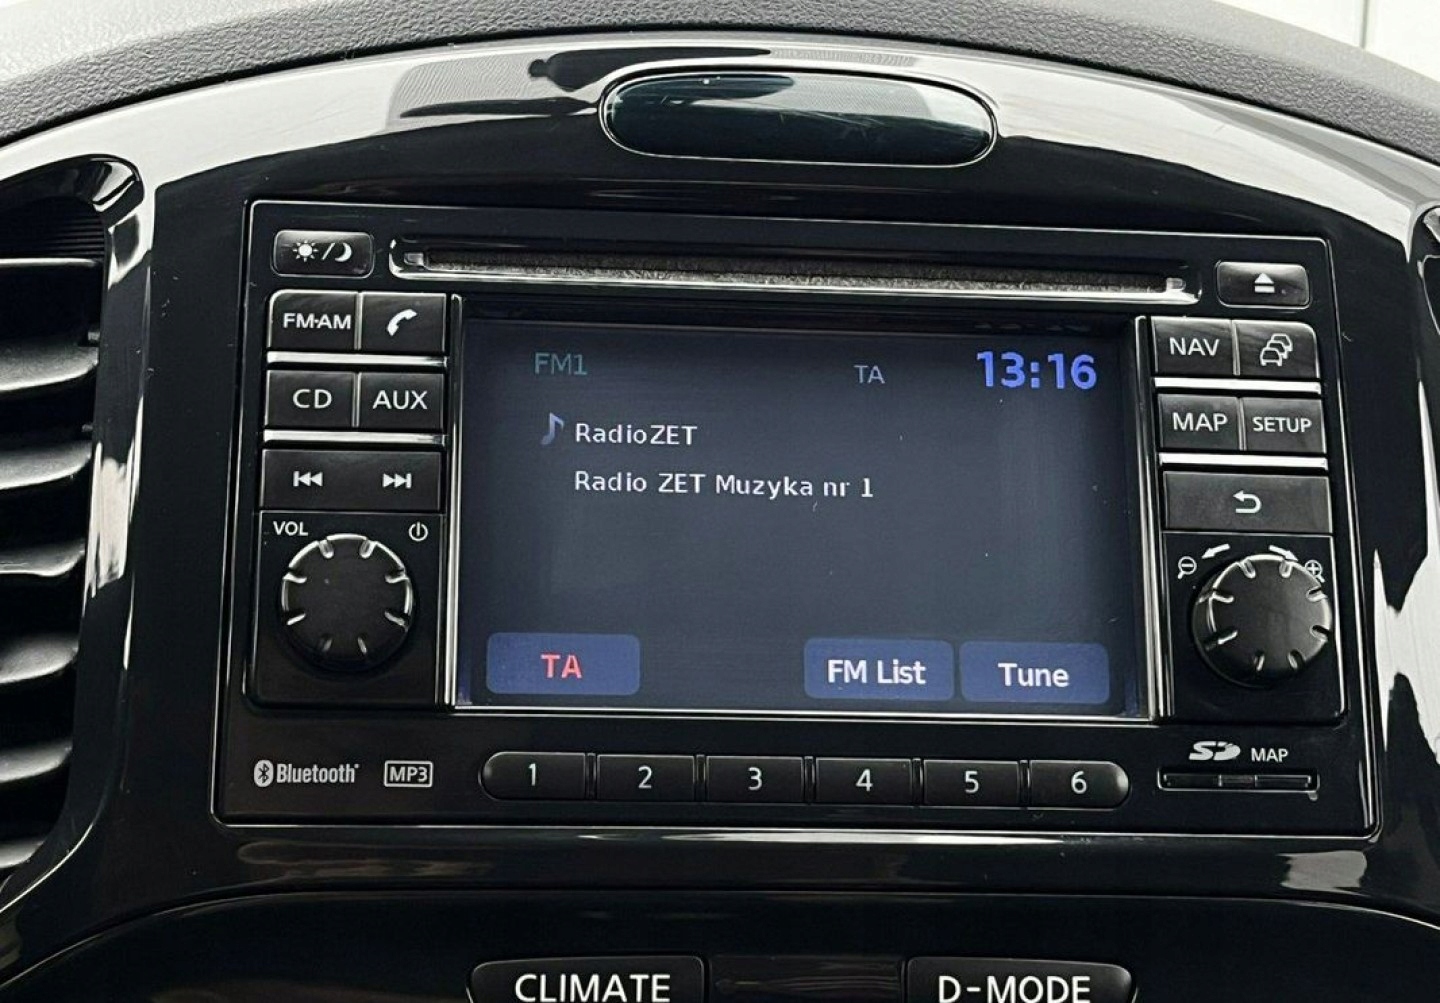 FM·AM
CD
AUX
VOL
FM1
TA
13:16
RadioZET
Radio ZET Muzyka nr 1
TA
FM List
Tune
NAV
MAP
SETUP
Bluetooth
MP3
1 2 3 4 5 6
SD MAP
CLIMATE
D-MODE